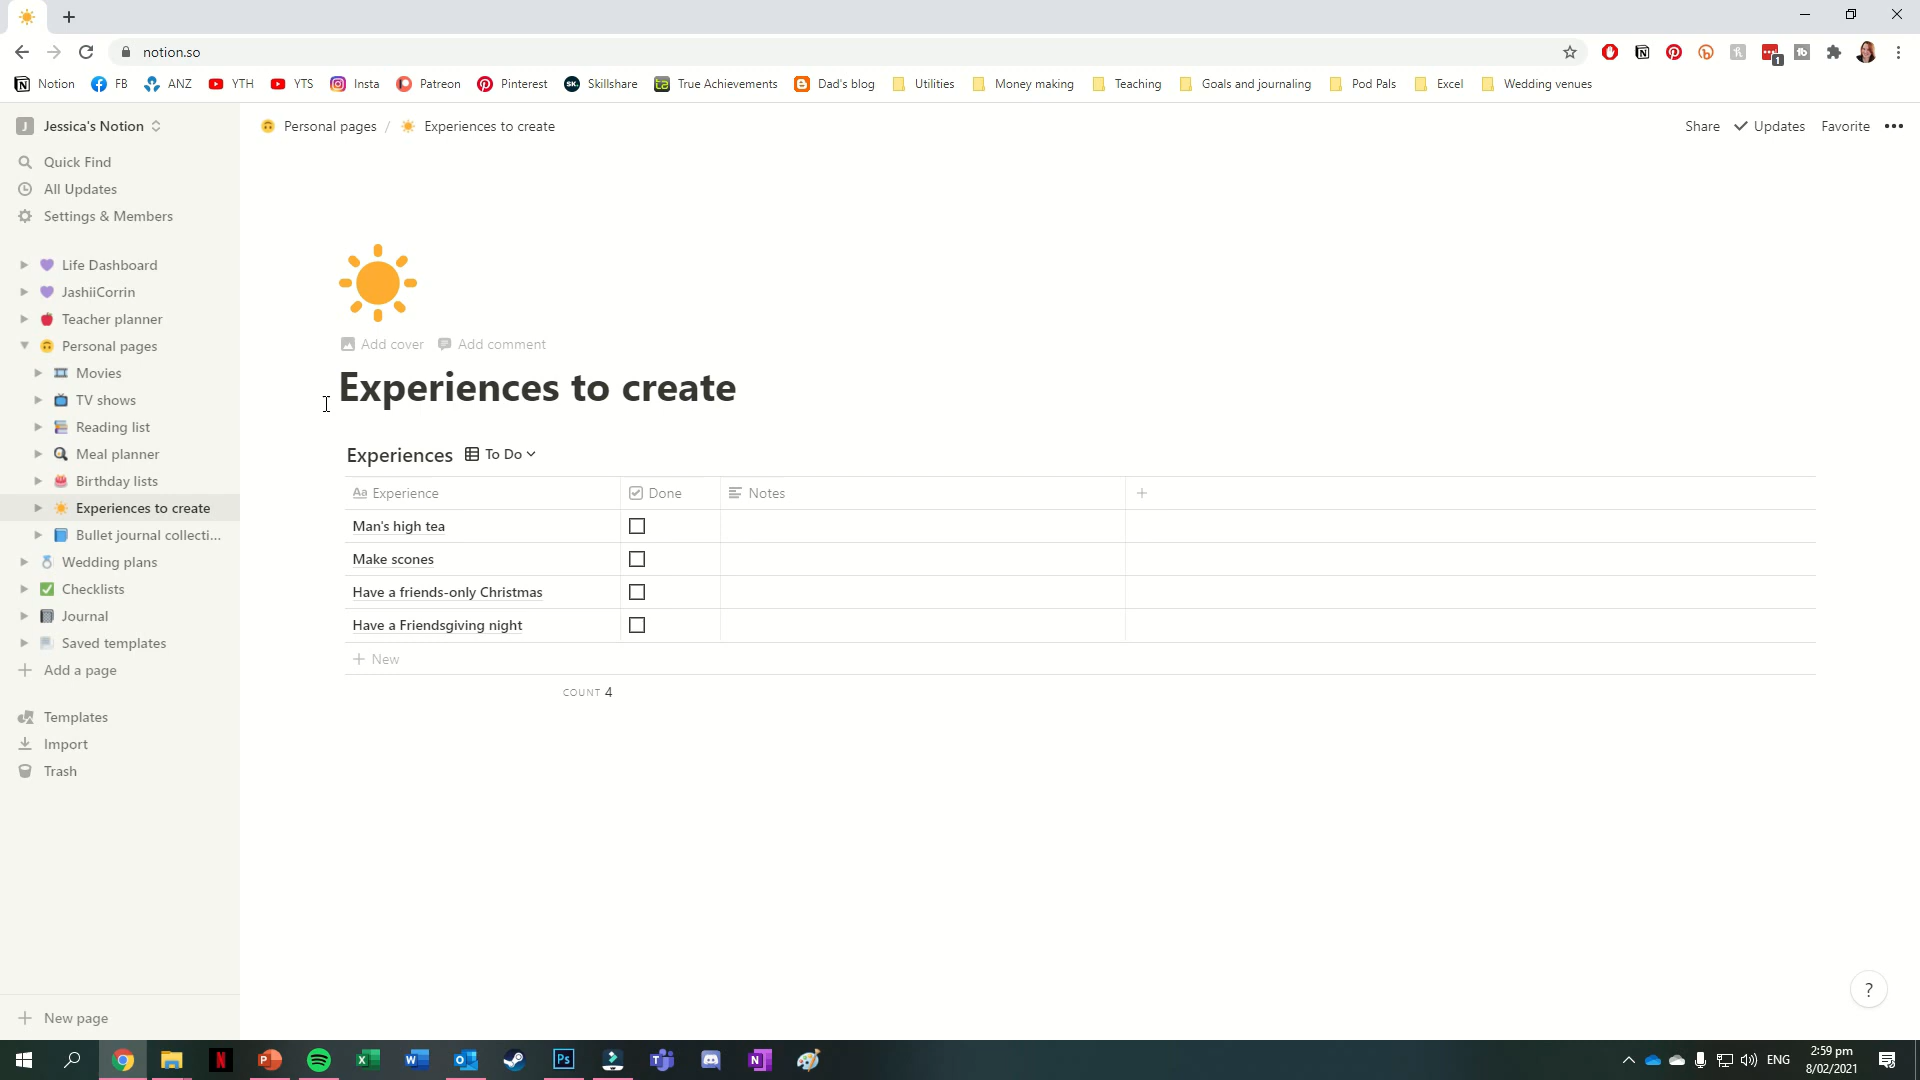 notion.so
1
Notion FB ANZ YTH YTS Insta Patreon Pinterest Skillshare True Achievements Dad's blog Utilities Money making Teaching Goals and journaling Pod Pals Excel Wedding venues
J Jessica's Notion
Personal pages / Experiences to create
Share Updates Favorite
Quick Find
All Updates
Settings & Members
Life Dashboard
JashiiCorrin
Teacher planner
Personal pages
Movies
TV shows
Reading list
Meal planner
Birthday lists
Experiences to create
Bullet journal collecti...
Wedding plans
Checklists
Journal
Saved templates
Add a page
Templates
Import
Trash
New page
Add cover Add comment
Experiences to create
Experiences To Do
Aa Experience Done Notes
Man's high tea
Make scones
Have a friends-only Christmas
Have a Friendsgiving night
+ New
COUNT 4
?
ENG 2:59 pm
8/02/2021